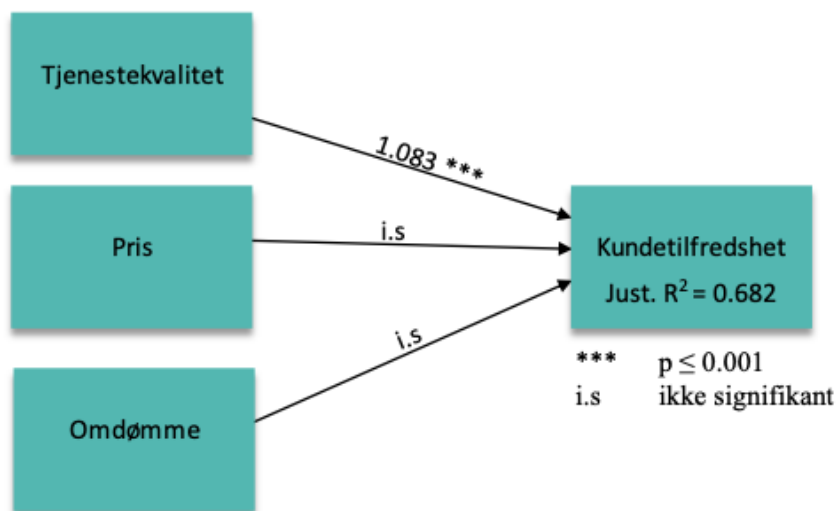 Tjenestekvalitet
1.083 ***
Pris
i.s
Kundetilfredshet
Just. R² = 0.682
i.s
Omdømme
*** p ≤ 0.001
i.s ikke signifikant